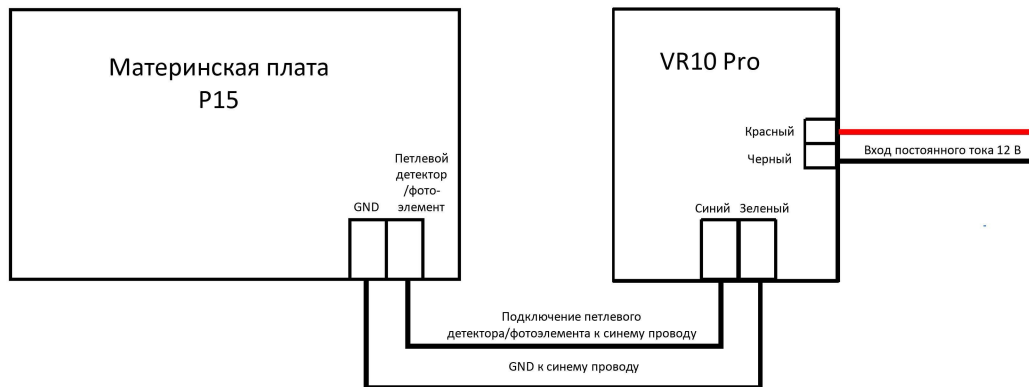 Материнская плата
P15
VR10 Pro
Красный
Черный
Вход постоянного тока 12 В
Петлевой
детектор
/фото-
элемент
GND
Синий
Зеленый
Подключение петлевого
детектора/фотоэлемента к синему проводу
GND к синему проводу